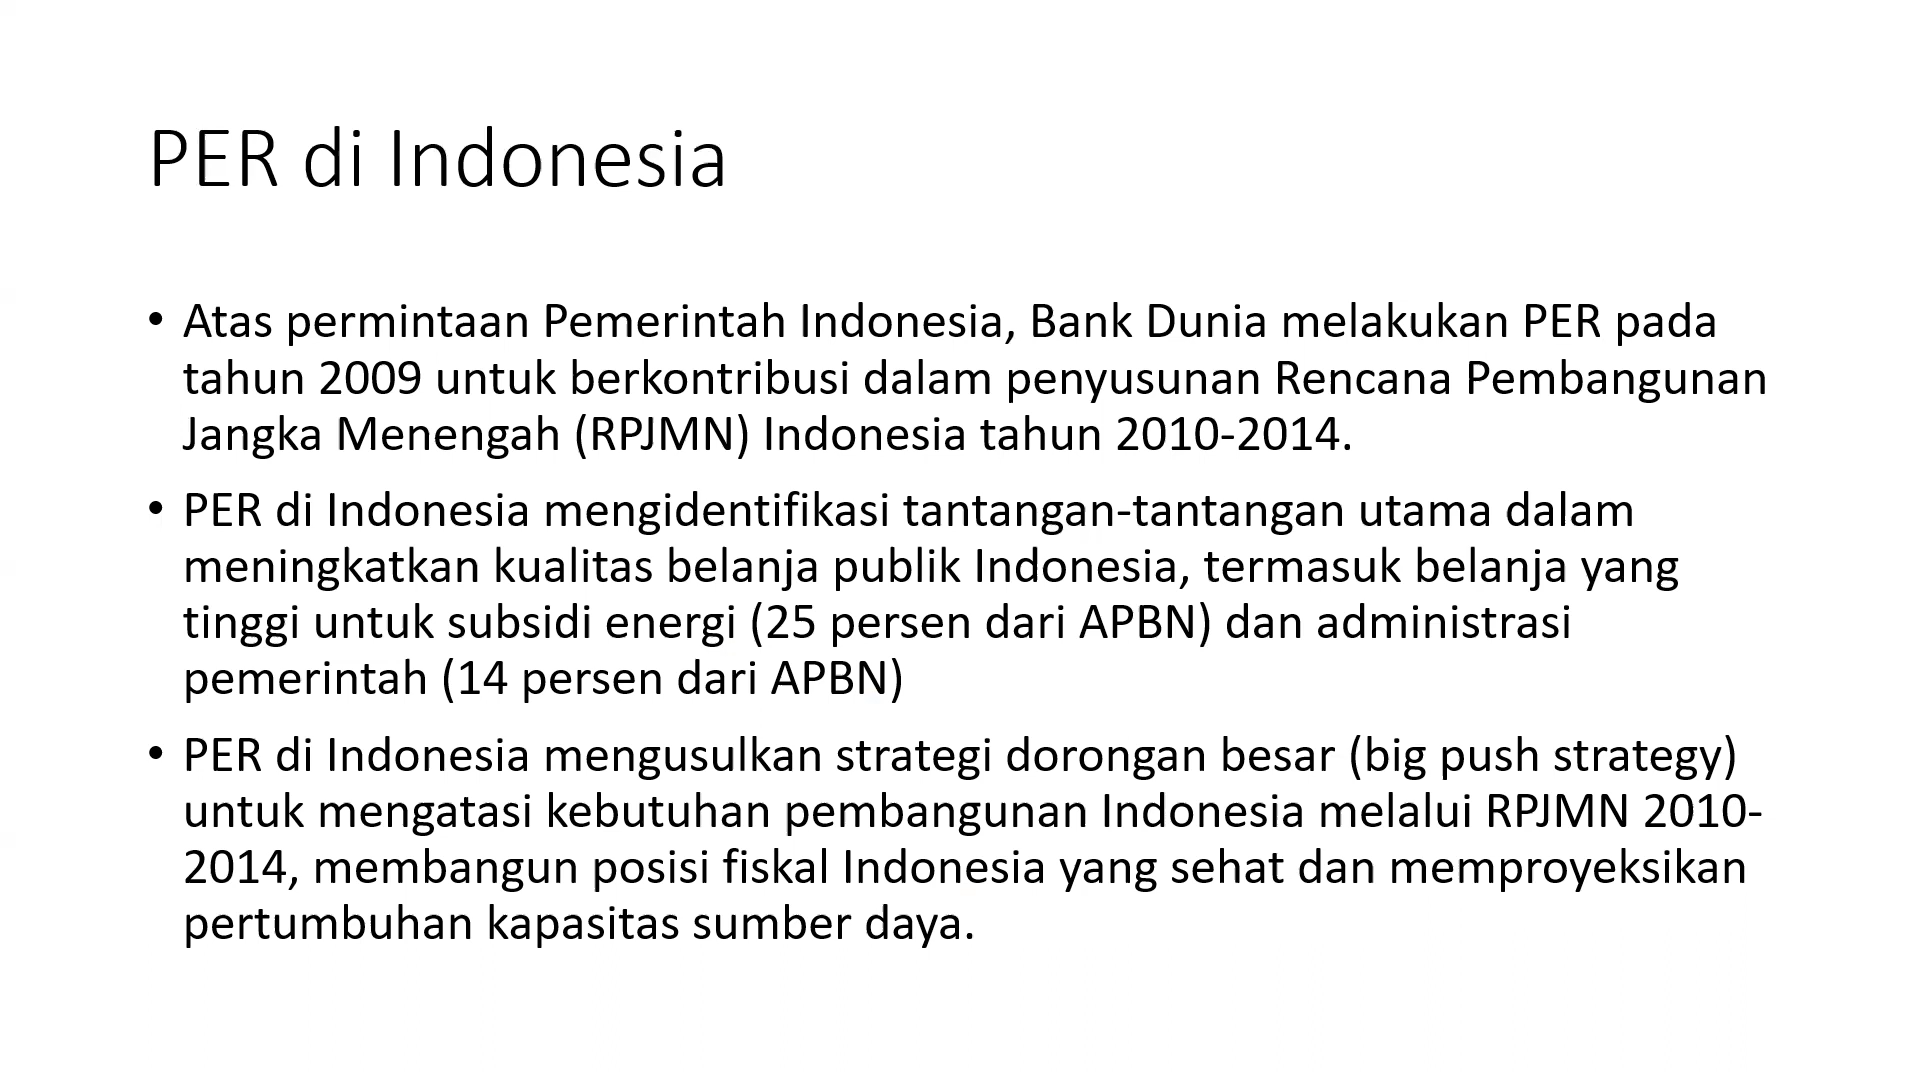 PER di Indonesia
• Atas permintaan Pemerintah Indonesia, Bank Dunia melakukan PER pada
tahun 2009 untuk berkontribusi dalam penyusunan Rencana Pembangunan
Jangka Menengah (RPJMN) Indonesia tahun 2010-2014.
• PER di Indonesia mengidentifikasi tantangan-tantangan utama dalam
meningkatkan kualitas belanja publik Indonesia, termasuk belanja yang
tinggi untuk subsidi energi (25 persen dari APBN) dan administrasi
pemerintah (14 persen dari APBN)
• PER di Indonesia mengusulkan strategi dorongan besar (big push strategy)
untuk mengatasi kebutuhan pembangunan Indonesia melalui RPJMN 2010-
2014, membangun posisi fiskal Indonesia yang sehat dan memproyeksikan
pertumbuhan kapasitas sumber daya.